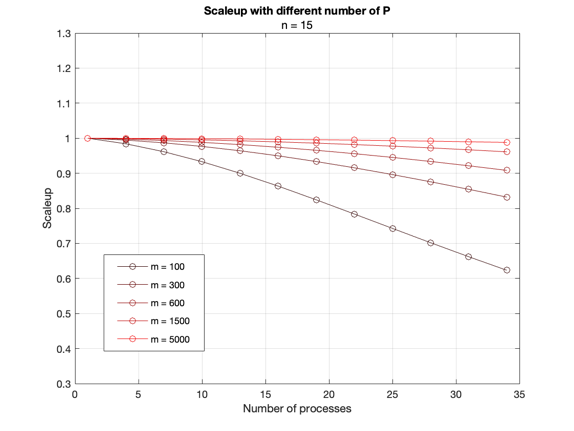 Scaleup with different number of P
n = 15
1.3
1.2
1.1
1
0.9
0.8
0.7
0.6
0.5
0.4
0.3
Scaleup
m = 100
m = 300
m = 600
m = 1500
m = 5000
0 5 10 15 20 25 30 35
Number of processes